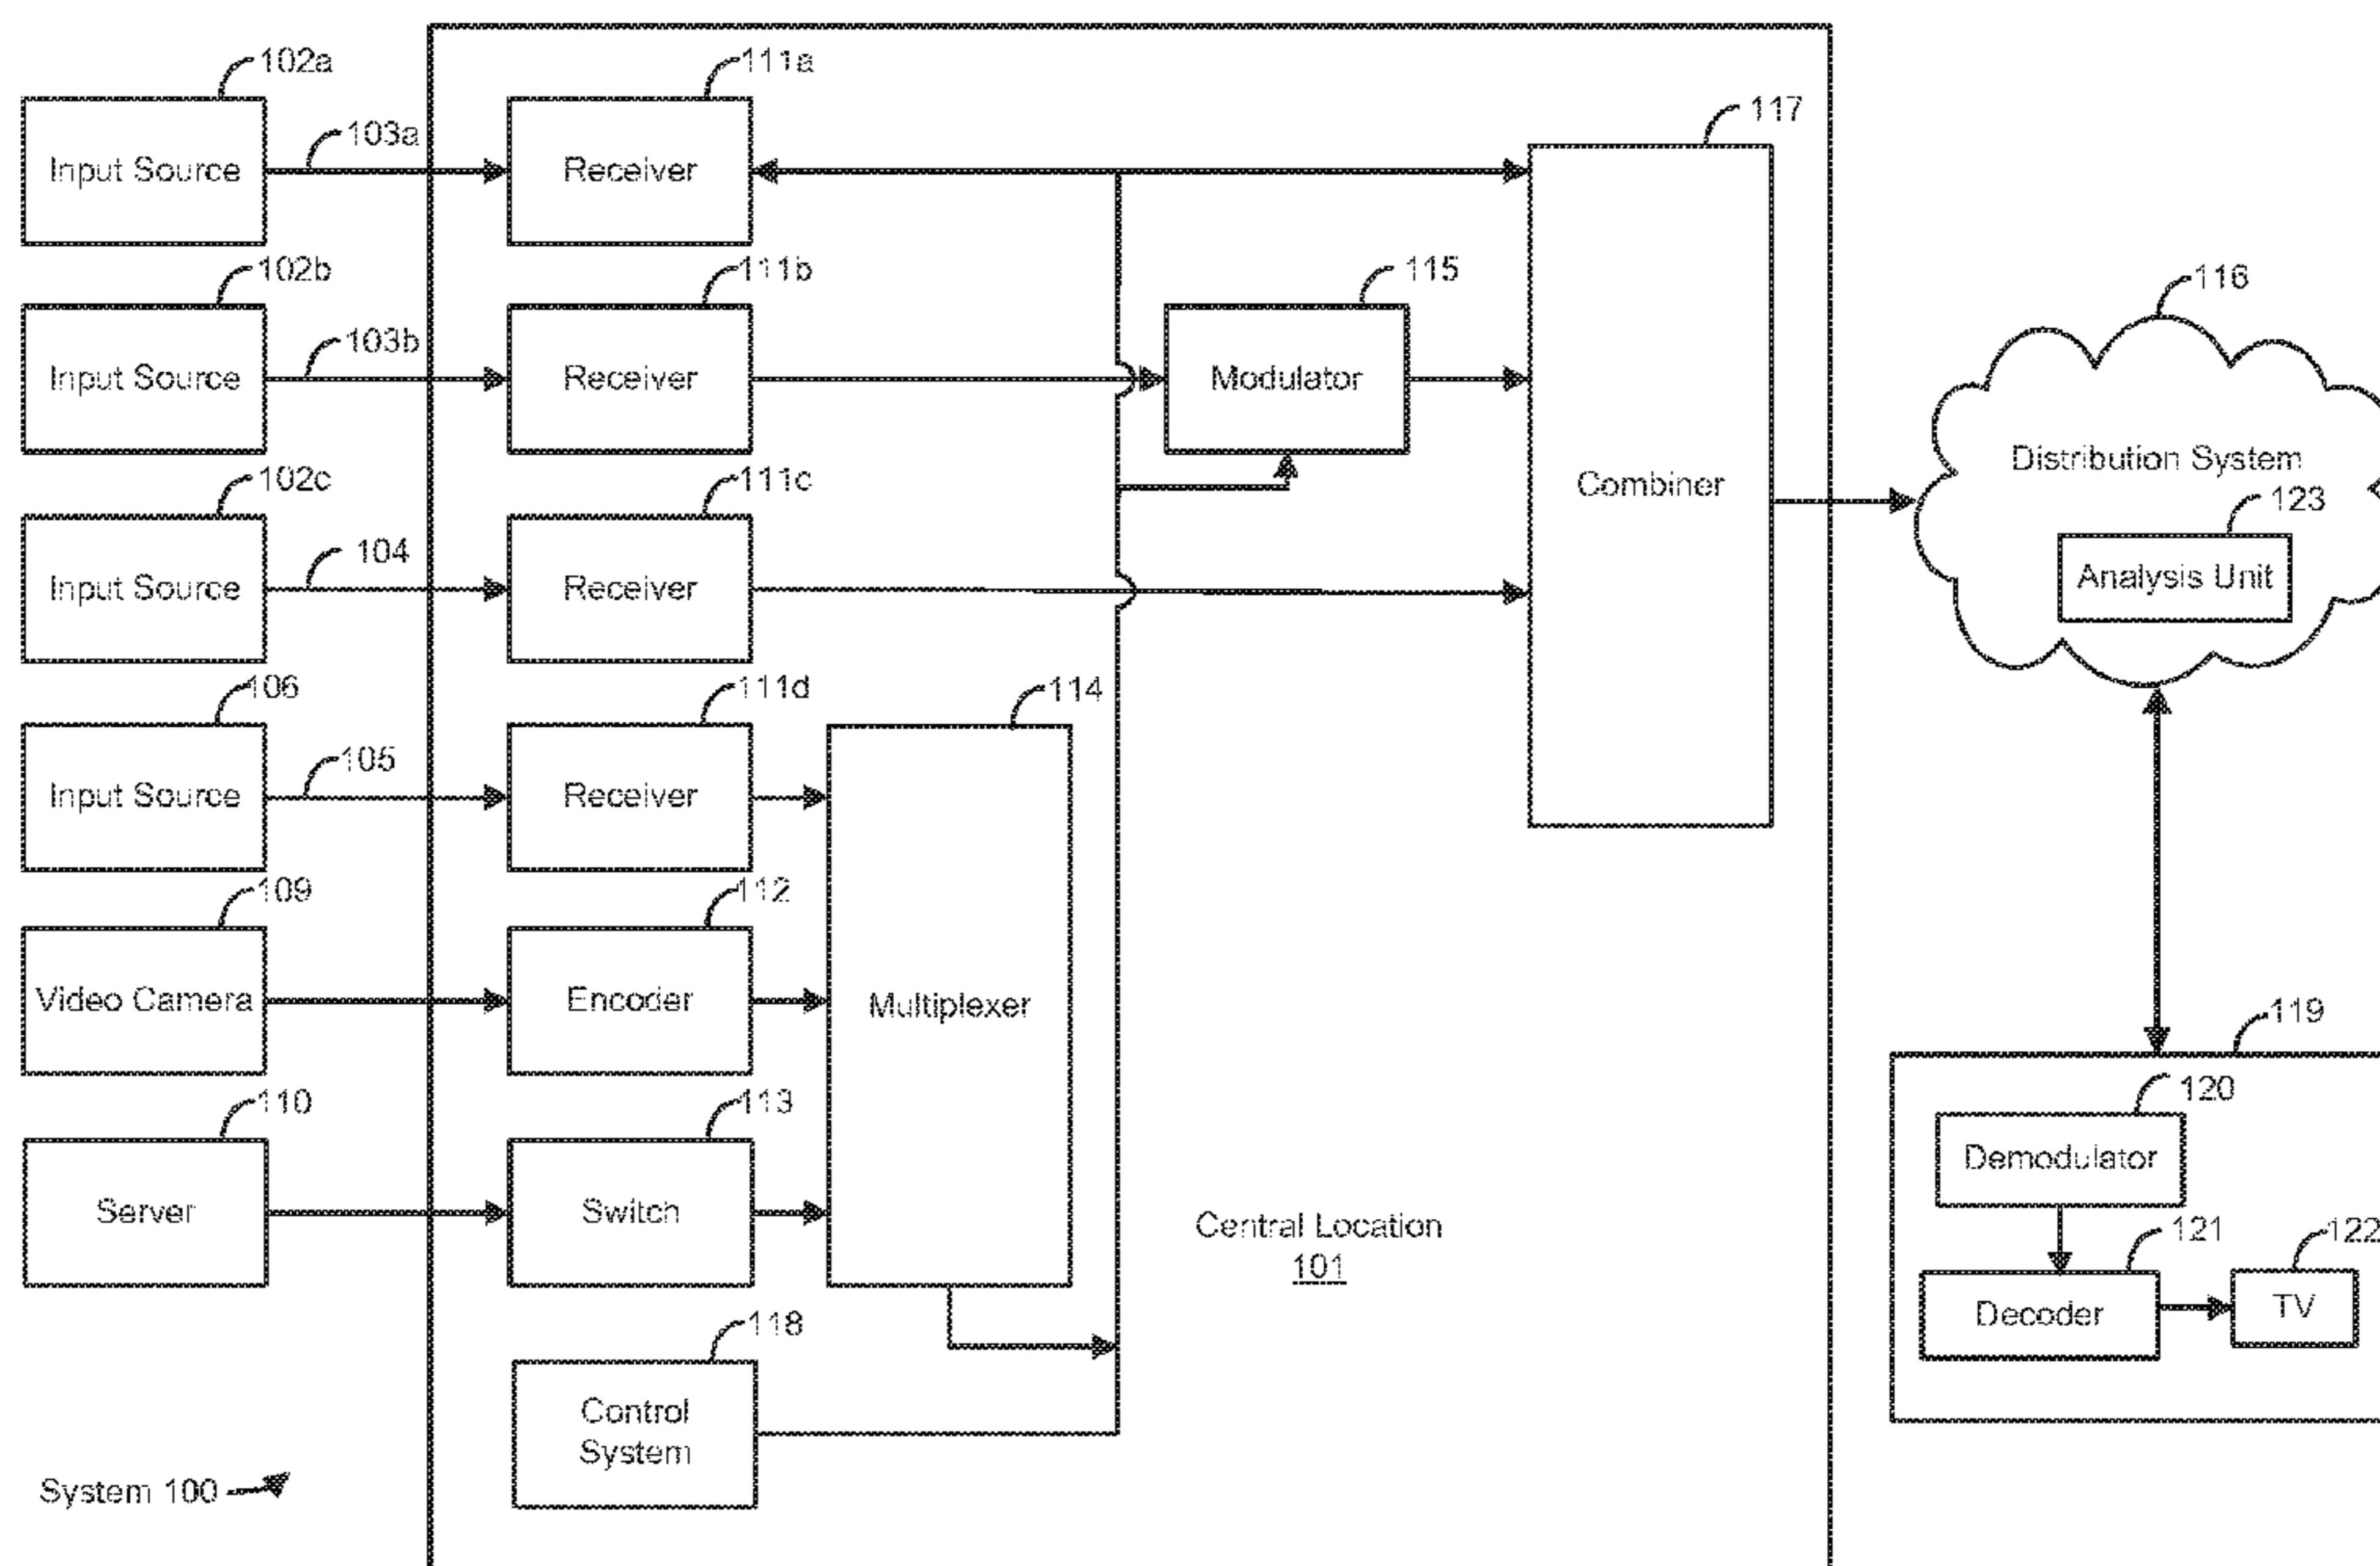 102a
111a
117
103a
Input Source
Receiver
102b
111b
115
116
103b
Input Source
Receiver
Modulator
Distribution System
102c
111c
Combiner
123
104
Input Source
Receiver
Analysis Unit
106
111d
114
105
Input Source
Receiver
109
112
Video Camera
Encoder
Multiplexer
119
110
113
120
Demodulator
Server
Switch
Central Location
101
121
122
Decoder
TV
118
Control
System
System 100